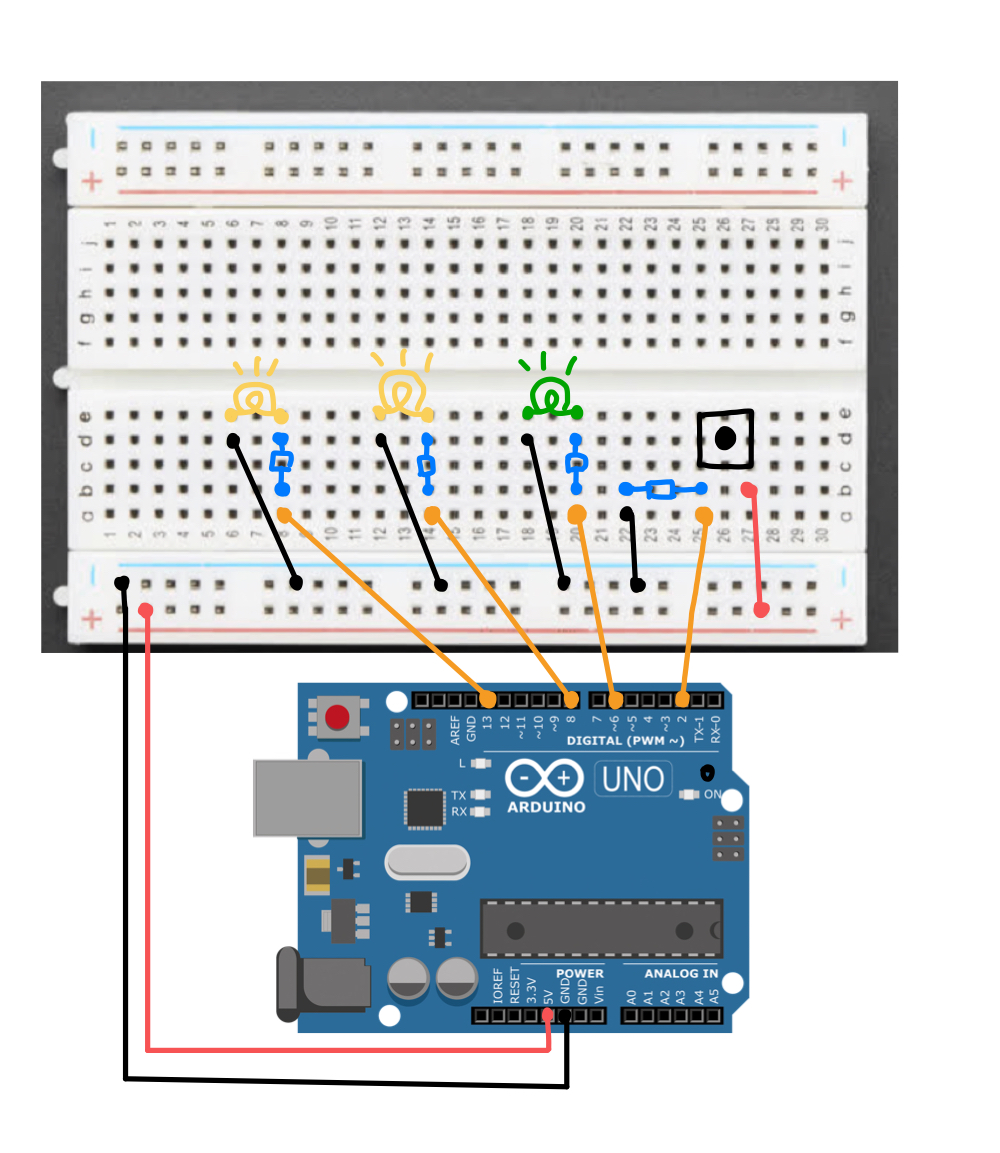 − −
+ +
1 2 3 4 5 6 7 8 9 10 11 12 13 14 15 16 17 18 19 20 21 22 23 24 25 26 27 28 29 30
j j
i i
h h
g g
f f
e e
d d
c c
b b
a a
1 2 3 4 5 6 7 8 9 10 11 12 13 14 15 16 17 18 19 20 21 22 23 24 25 26 27 28 29 30
− −
+ +
AREF GND 13 12 ~11 ~10 ~9 8 7 ~6 ~5 4 ~3 2 TX→1 RX←0
DIGITAL (PWM ~)
L
TX
RX
UNO
ARDUINO
ON
POWER ANALOG IN
IOREF RESET 3.3V 5V GND GND Vin A0 A1 A2 A3 A4 A5